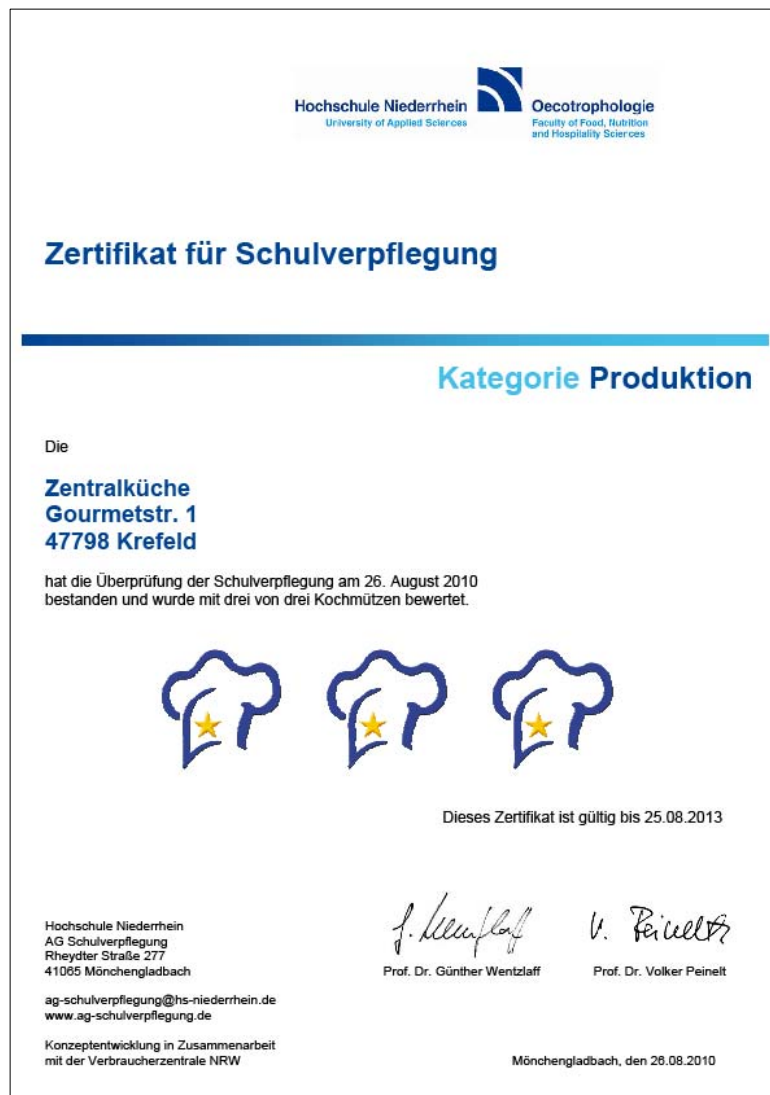 Hochschule Niederrhein
University of Applied Sciences
Oecotrophologie
Faculty of Food, Nutrition
and Hospitality Sciences
Zertifikat für Schulverpflegung
Kategorie Produktion
Die
Zentralküche
Gourmetstr. 1
47798 Krefeld
hat die Überprüfung der Schulverpflegung am 26. August 2010
bestanden und wurde mit drei von drei Kochmützen bewertet.
Dieses Zertifikat ist gültig bis 25.08.2013
Hochschule Niederrhein
AG Schulverpflegung
Rheydter Straße 277
41065 Mönchengladbach
ag-schulverpflegung@hs-niederrhein.de
www.ag-schulverpflegung.de
Konzeptentwicklung in Zusammenarbeit
mit der Verbraucherzentrale NRW
G. Wentzlaff
V. Peinelt
Prof. Dr. Günther Wentzlaff
Prof. Dr. Volker Peinelt
Mönchengladbach, den 26.08.2010